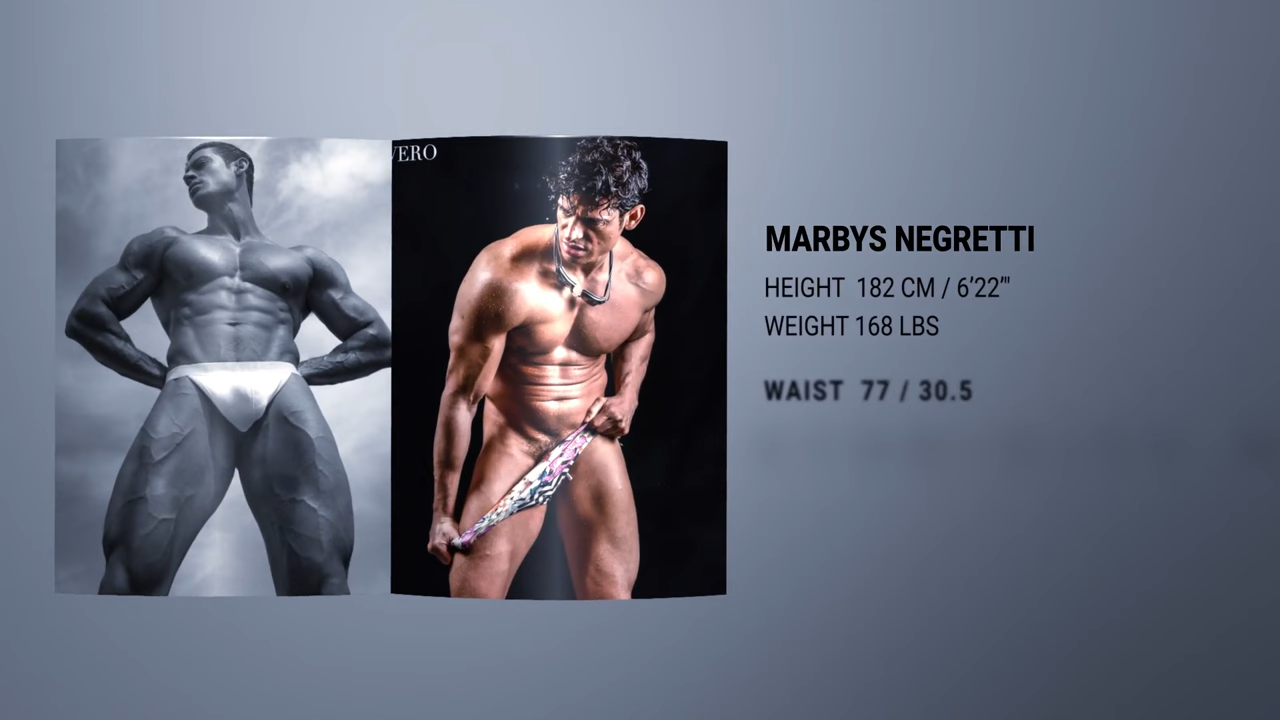 VERO
MARBYS NEGRETTI
HEIGHT 182 CM / 6'22'"
WEIGHT 168 LBS
WAIST 77 / 30.5